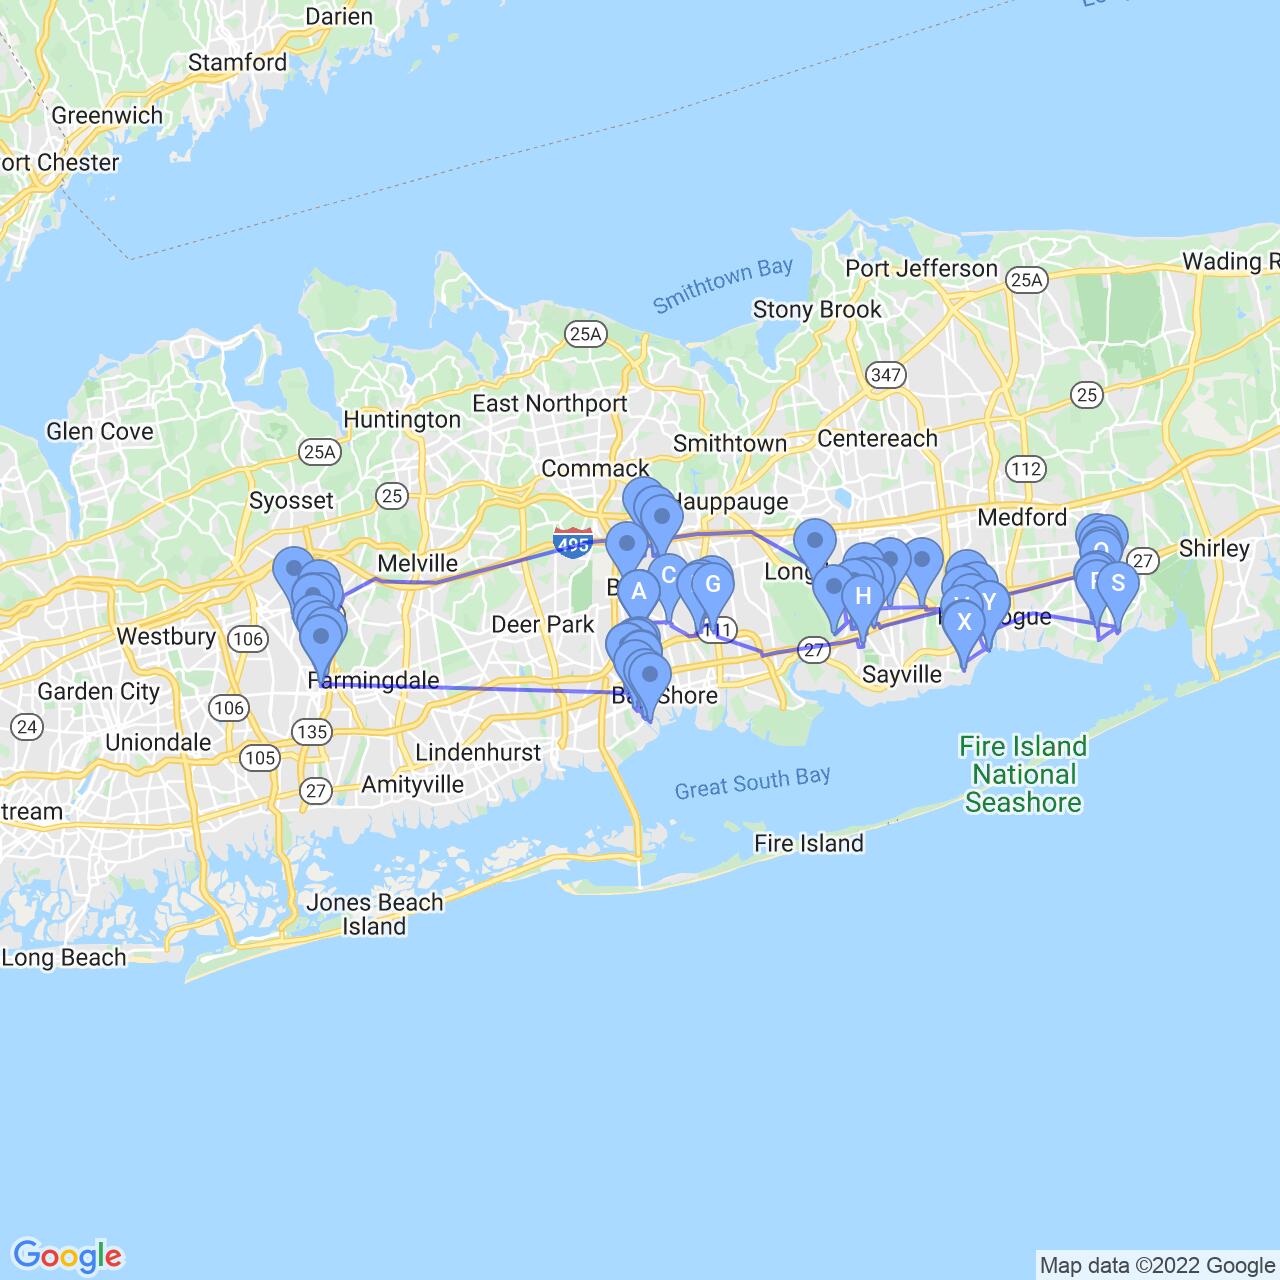 Darien
Stamford
Greenwich
ort Chester
Smithtown Bay
Port Jefferson
Wading R
25A
Stony Brook
25A
347
25
East Northport
Huntington
Glen Cove
Smithtown
Centereach
25A
Commack
112
Syosset
25
Hauppauge
Medford
495
Melville
Shirley
27
C
G
A
H
S
Y
X
Westbury
106
Deer Park
111
27
Sayville
Farmingdale
Garden City
Bay Shore
106
24
135
Uniondale
105
Lindenhurst
Fire Island
National
Seashore
27
Amityville
Great South Bay
tream
Fire Island
Jones Beach
Island
Long Beach
Google
Map data ©2022 Google